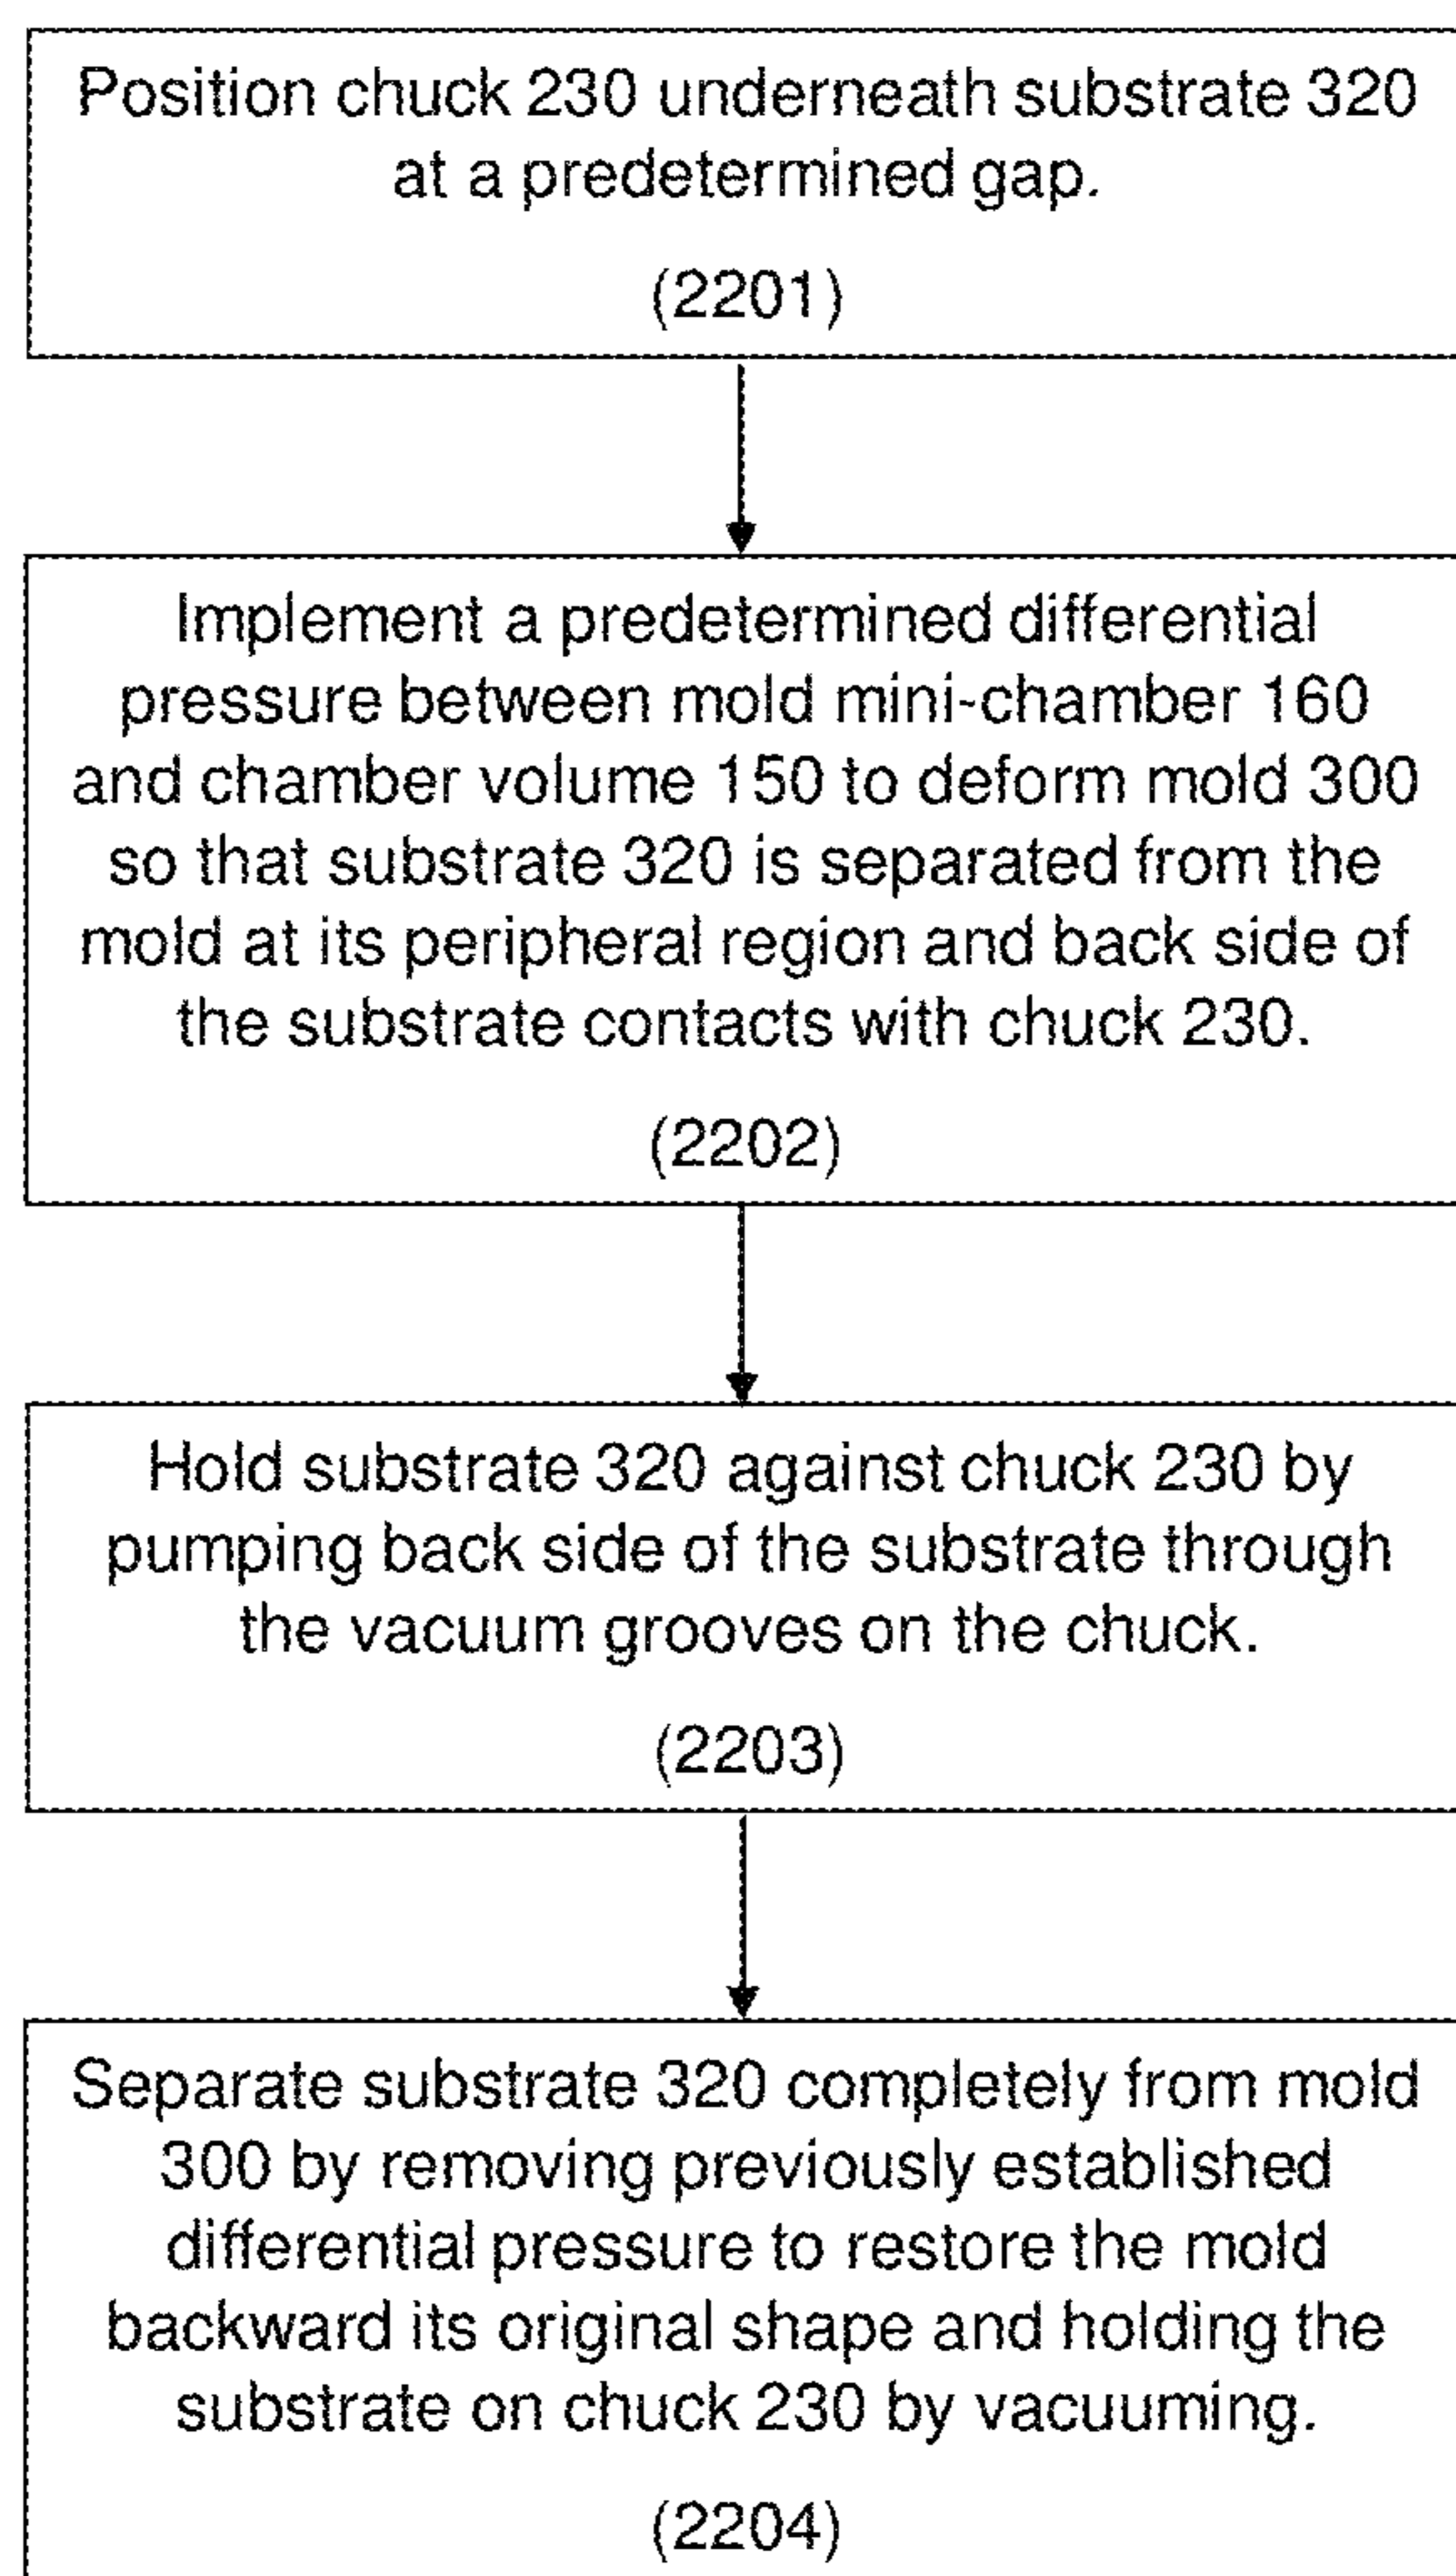 Position chuck 230 underneath substrate 320
at a predetermined gap.
(2201)
Implement a predetermined differential
pressure between mold mini-chamber 160
and chamber volume 150 to deform mold 300
so that substrate 320 is separated from the
mold at its peripheral region and back side of
the substrate contacts with chuck 230.
(2202)
Hold substrate 320 against chuck 230 by
pumping back side of the substrate through
the vacuum grooves on the chuck.
(2203)
Separate substrate 320 completely from mold
300 by removing previously established
differential pressure to restore the mold
backward its original shape and holding the
substrate on chuck 230 by vacuuming.
(2204)